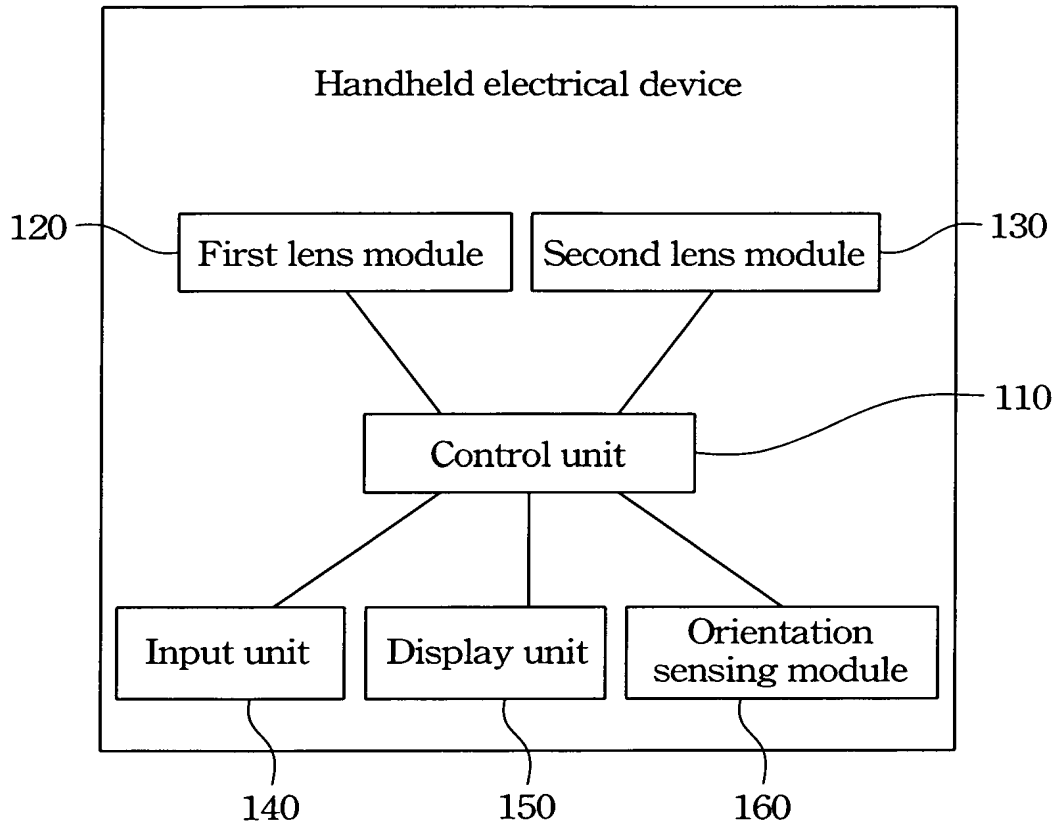 Handheld electrical device
120
First lens module
Second lens module
130
110
Control unit
Input unit
Display unit
Orientation
sensing module
140
150
160